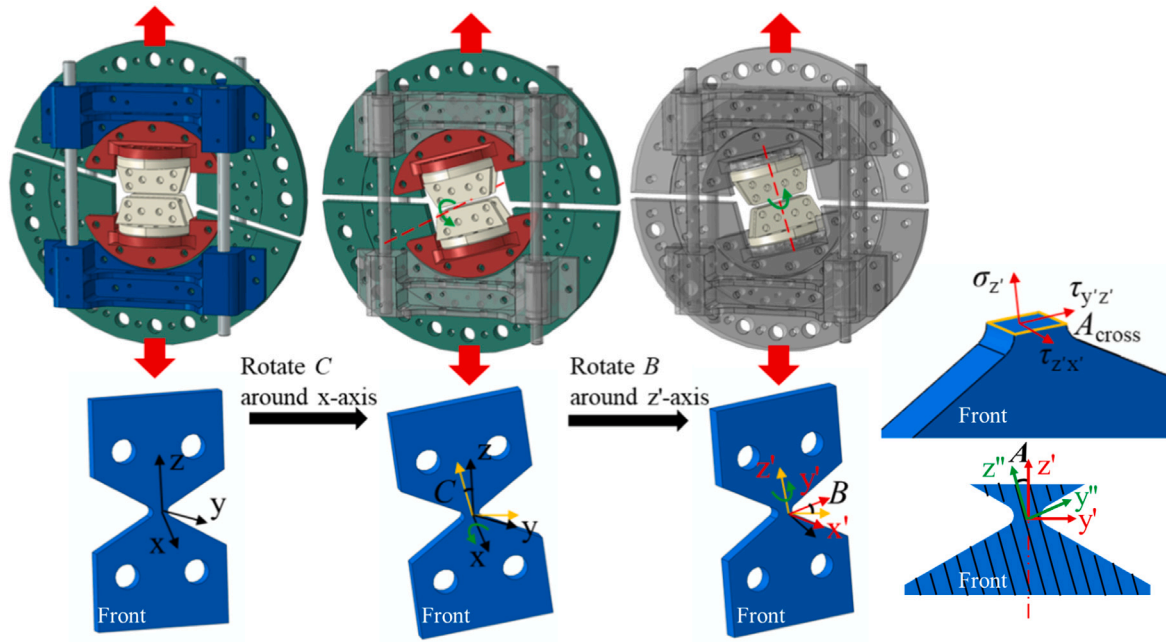 Rotate C
around x-axis
Rotate B
around z'-axis
z
y
x
Front
C
z
y
x
Front
z'
y'
B
x'
Front
σz'
τy'z'
Across
τz'x'
Front
A
z''
z'
y''
y'
Front